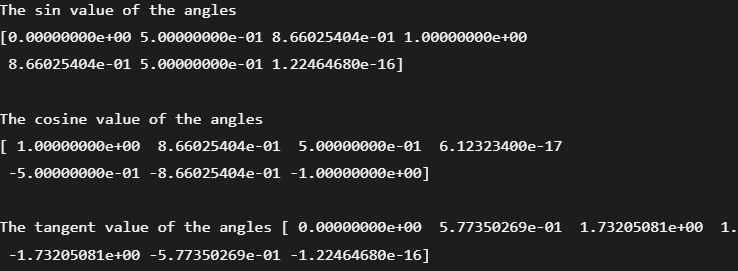 The sin value of the angles
[0.00000000e+00 5.00000000e-01 8.66025404e-01 1.00000000e+00
 8.66025404e-01 5.00000000e-01 1.22464680e-16]
The cosine value of the angles
[ 1.00000000e+00  8.66025404e-01  5.00000000e-01  6.12323400e-17
 -5.00000000e-01 -8.66025404e-01 -1.00000000e+00]
The tangent value of the angles [ 0.00000000e+00  5.77350269e-01  1.73205081e+00  1.
 -1.73205081e+00 -5.77350269e-01 -1.22464680e-16]